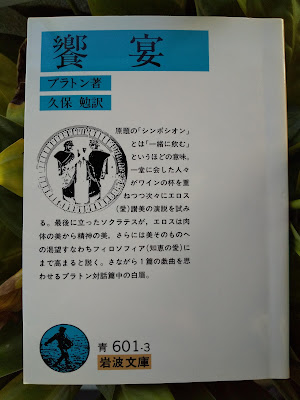 饗宴
プラトン著
久保 勉訳
原題の「シンポシオン」
とは「一緒に飲む」
というほどの意味．
一堂に会した人々
がワインの杯を重
ねつつ次々にエロス
(愛)讃美の演説を試み
る．最後に立ったソクラテスが，エロスは肉
体の美から精神の美，さらには美そのものへ
の渇望すなわちフィロソフィア(知恵の愛)に
まで高まると説く．さながら1篇の戯曲を思
わせるプラトン対話篇中の白眉．
青 601-3
岩波文庫